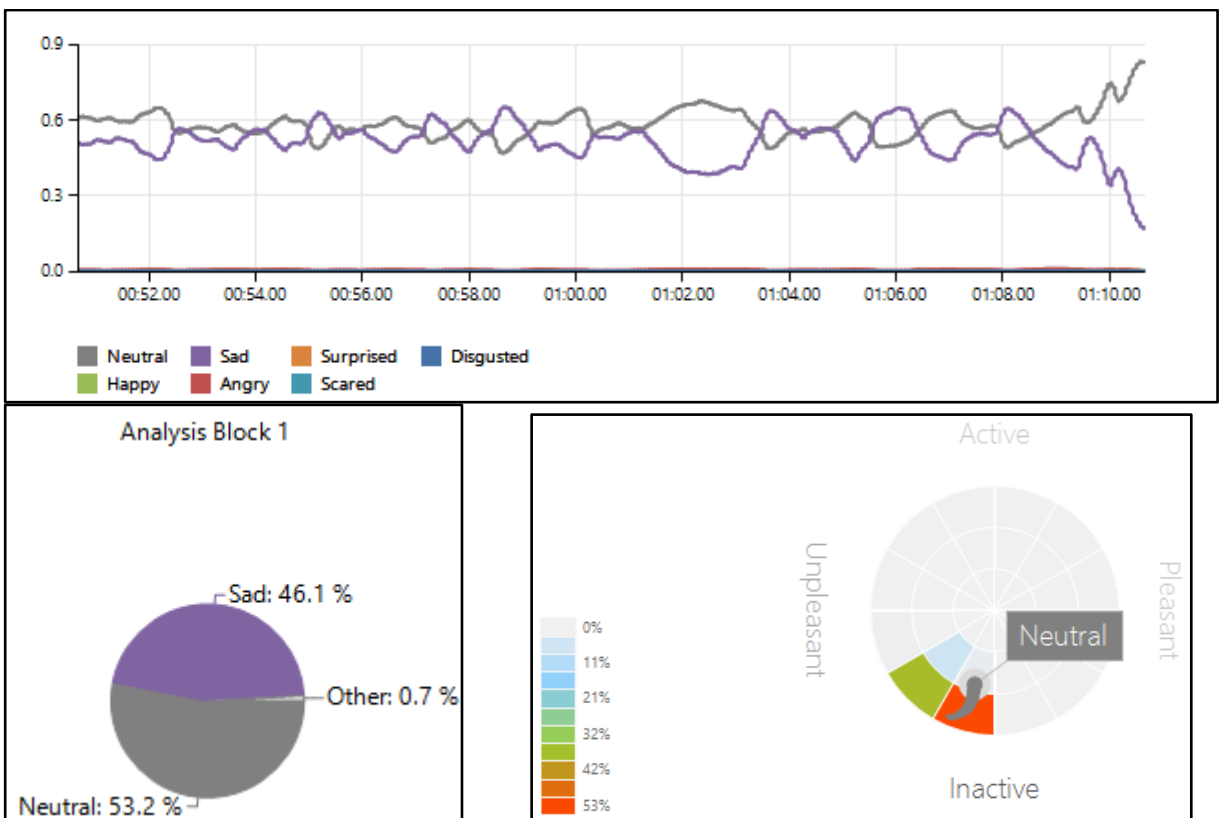 0.9
0.6
0.3
0.0
00:52.00 00:54.00 00:56.00 00:58.00 01:00.00 01:02.00 01:04.00 01:06.00 01:08.00 01:10.00
Neutral Sad Surprised Disgusted
Happy Angry Scared
Analysis Block 1
Sad: 46.1 %
Other: 0.7 %
Neutral: 53.2 %
Active
Unpleasant
Pleasant
Neutral
Inactive
0%
11%
21%
32%
42%
53%